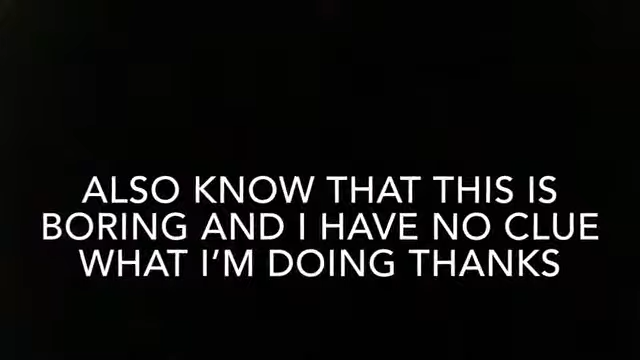 ALSO KNOW THAT THIS IS
BORING AND I HAVE NO CLUE
WHAT I’M DOING THANKS